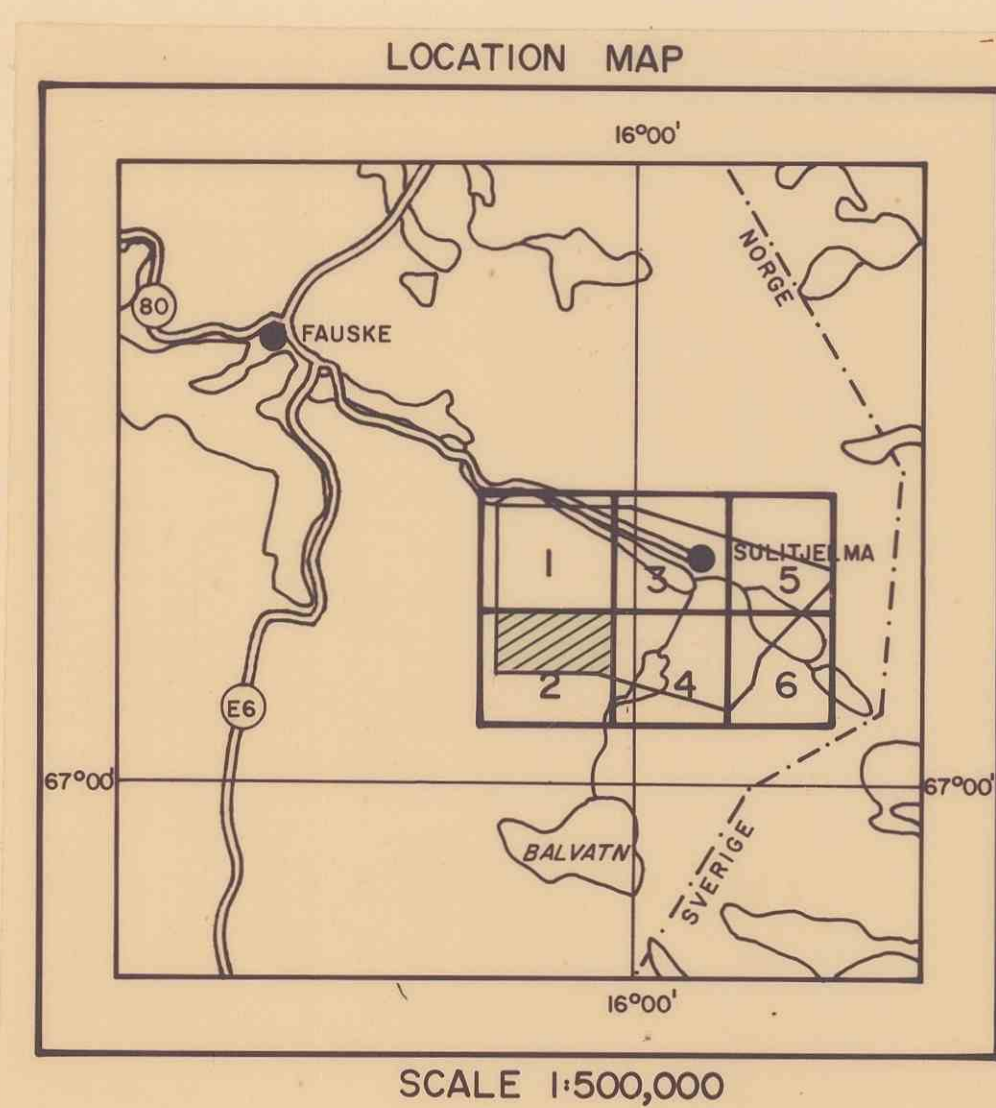 LOCATION MAP
16°00'
NORGE
80
FAUSKE
1
3
SULITJELMA
5
2
4
6
E6
67°00'
67°00'
BALVATN
SVERIGE
16°00'
SCALE 1:500,000